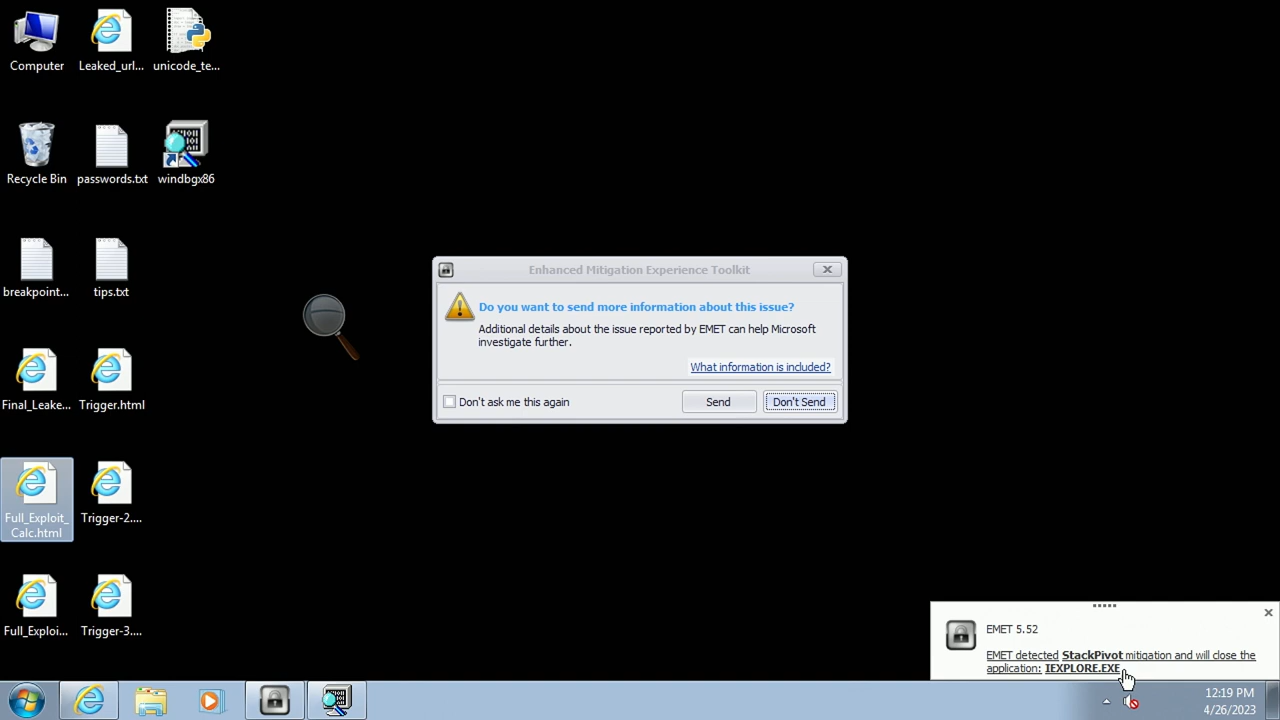 Computer
Leaked_url...
unicode_te...
Recycle Bin
passwords.txt
windbgx86
breakpoint...
tips.txt
Final_Leake...
Trigger.html
Full_Exploit_
Calc.html
Trigger-2....
Full_Exploi...
Trigger-3....
Enhanced Mitigation Experience Toolkit
Do you want to send more information about this issue?
Additional details about the issue reported by EMET can help Microsoft
investigate further.
What information is included?
Don't ask me this again
Send
Don't Send
EMET 5.52
EMET detected StackPivot mitigation and will close the
application: IEXPLORE.EXE
12:19 PM
4/26/2023